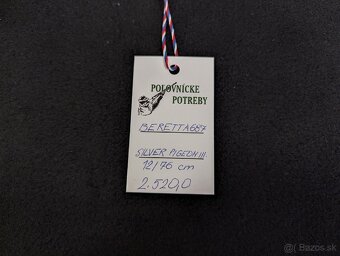 POĽOVNÍCKE
POTREBY
BERETTA 687
SILVER PIGEON III
12/76 cm
2.520,0
Bazos.sk